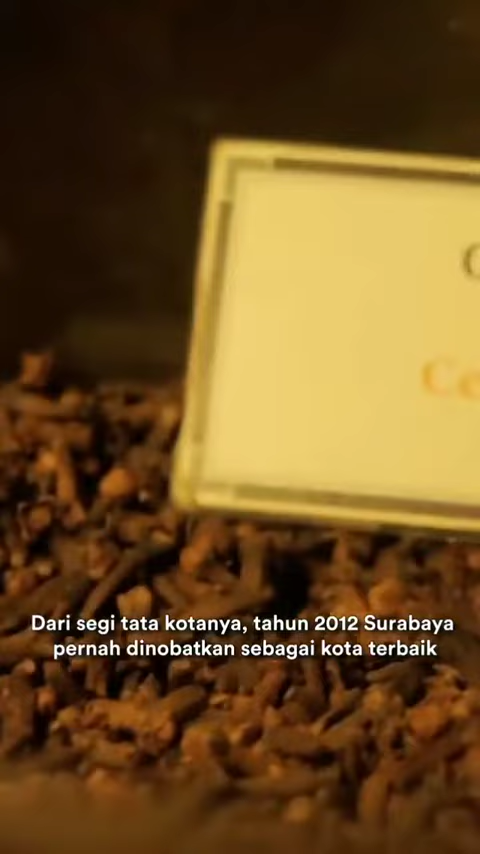 Dari segi tata kotanya, tahun 2012 Surabaya
pernah dinobatkan sebagai kota terbaik